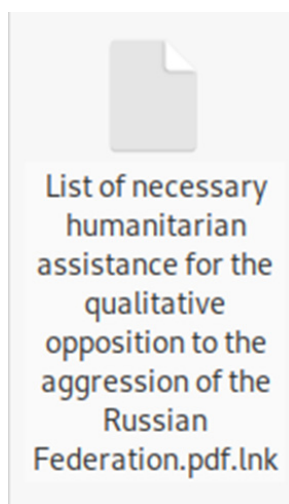 List of necessary
humanitarian
assistance for the
qualitative
opposition to the
aggression of the
Russian
Federation.pdf.lnk